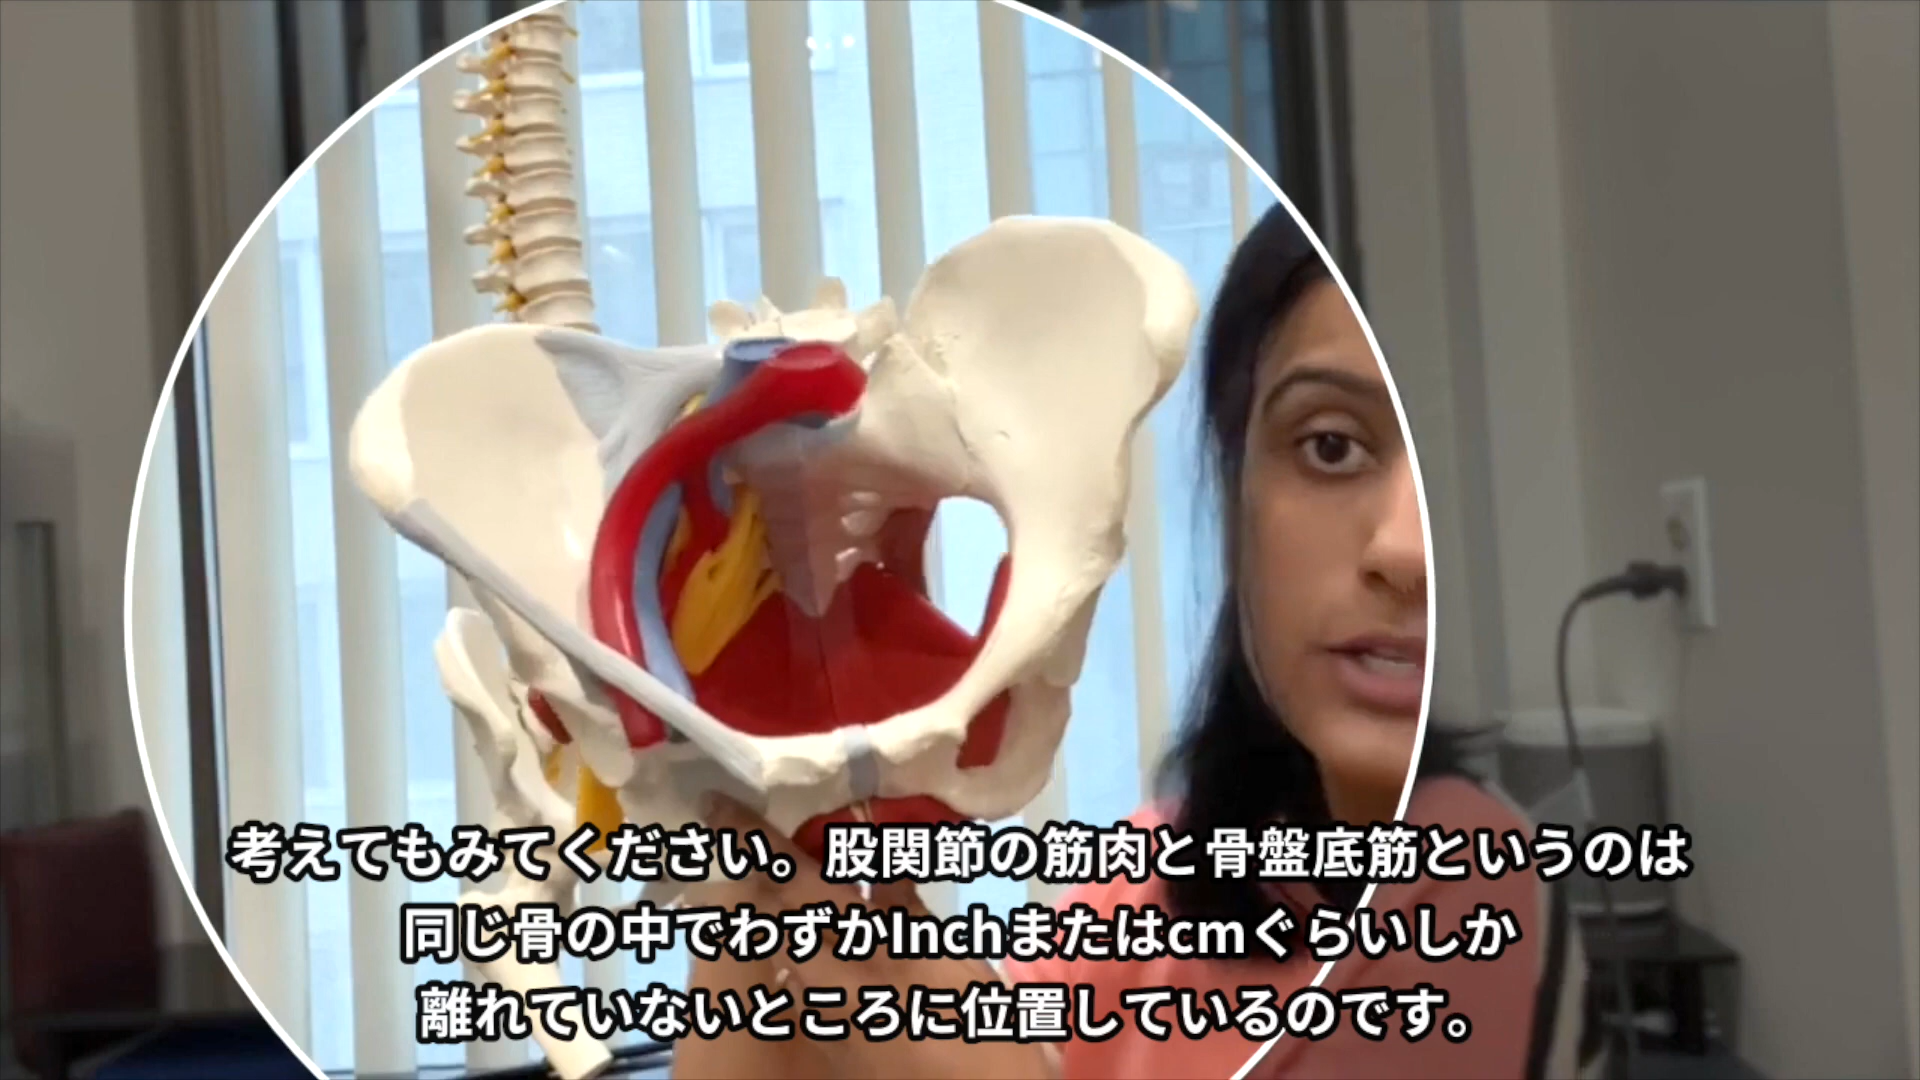 考えてもみてください。股関節の筋肉と骨盤底筋というのは
同じ骨の中でわずかInchまたはcmぐらいしか
離れていないところに位置しているのです。